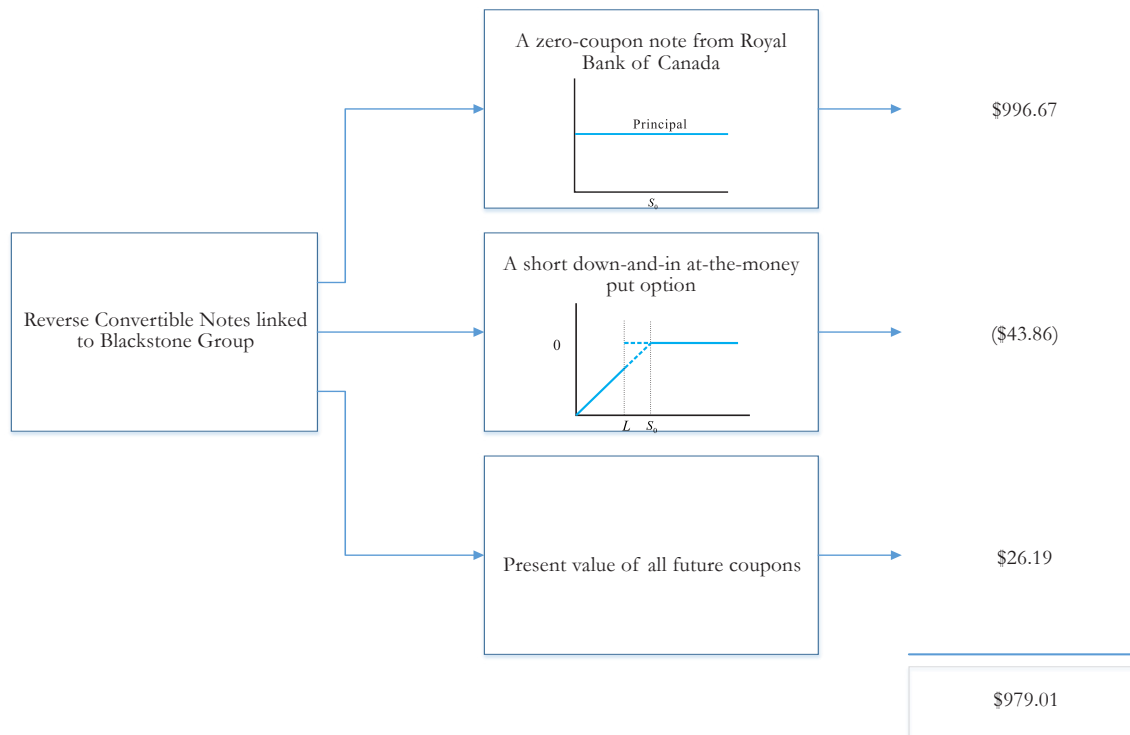 A zero-coupon note from Royal
Bank of Canada
Principal
S₀
$996.67
Reverse Convertible Notes linked
to Blackstone Group
A short down-and-in at-the-money
put option
0
L S₀
($43.86)
Present value of all future coupons
$26.19
$979.01